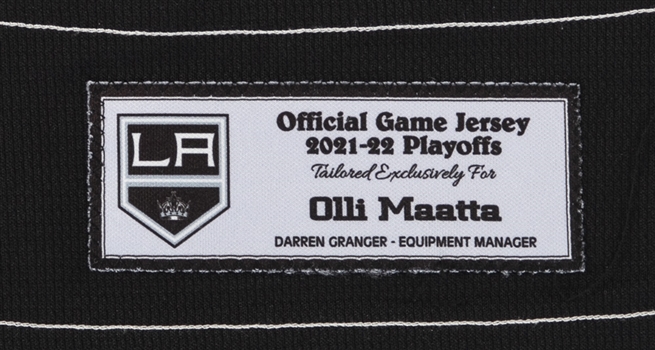 LA
Official Game Jersey
2021-22 Playoffs
Tailored Exclusively For
Olli Maatta
DARREN GRANGER - EQUIPMENT MANAGER